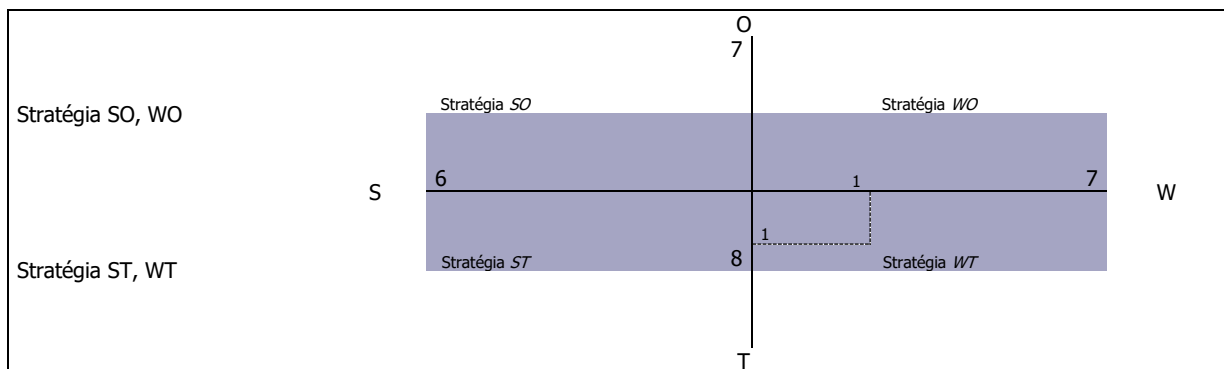 O
7
Stratégia SO, WO
Stratégia SO
Stratégia WO
S
6
1
7
W
1
8
Stratégia ST, WT
Stratégia ST
Stratégia WT
T